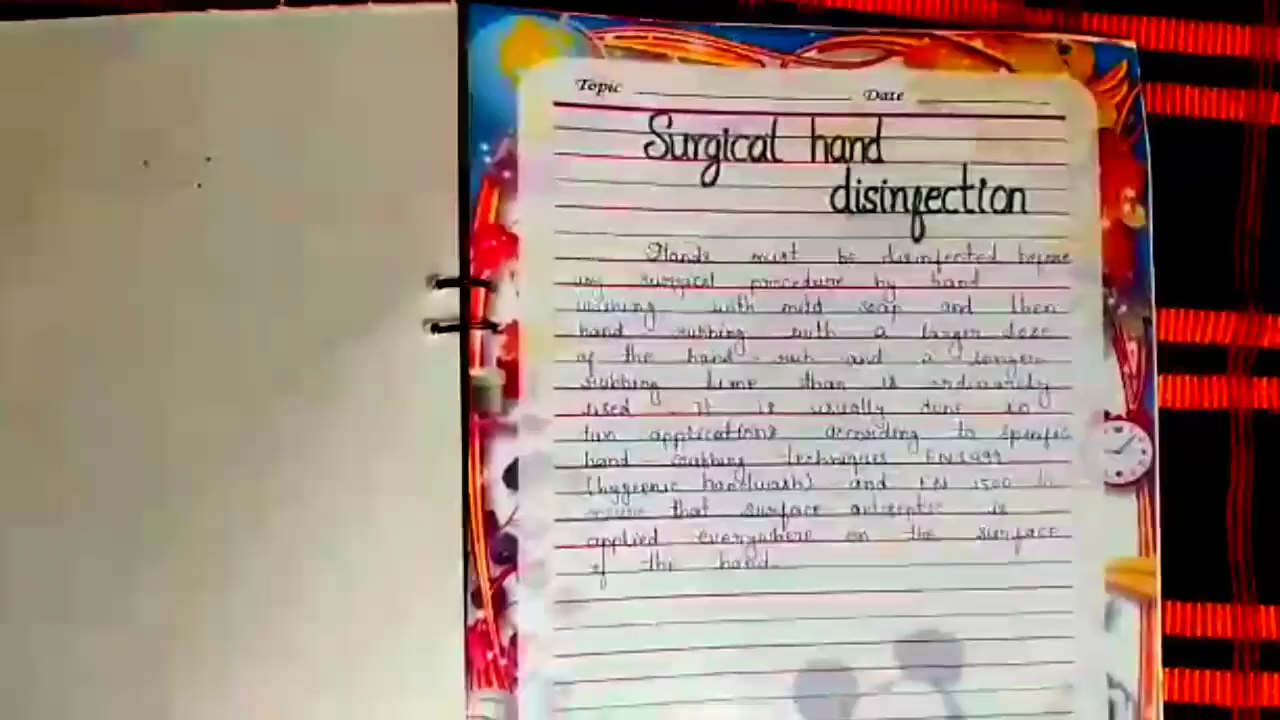 Topic Date
Surgical hand
disinfection
Hands must be disinfected before
any surgical procedure by hand
washing with mild soap and then
hand - rubbing with a larger dose
of the hand - rub and a longer
rubbing time than is ordinarily
used. It is usually done in
two applications according to specific
hand - rubbing techniques EN1499
(hygienic handwash) and EN 1500 to
ensure that surface antiseptic is
applied everywhere on the surface
of the hand.